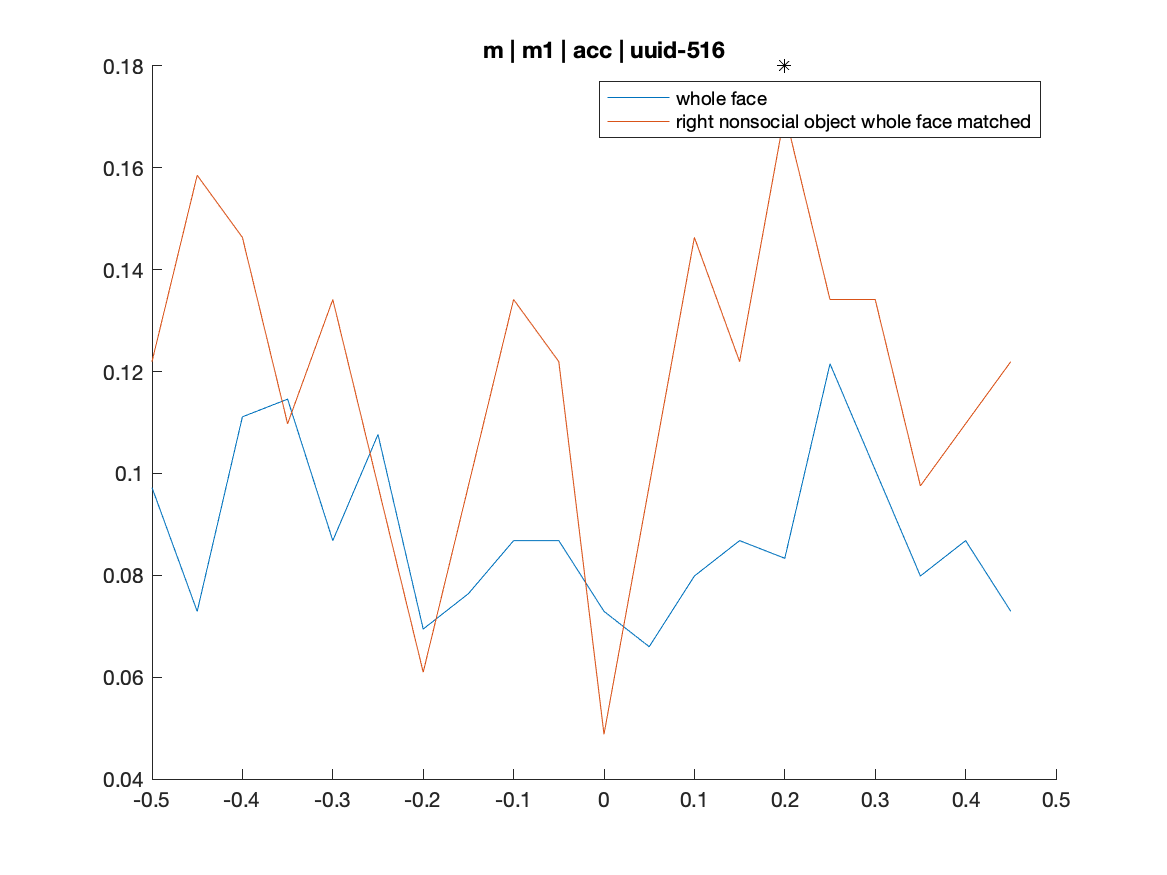 m | m1 | acc | uuid-516
whole face
right nonsocial object whole face matched
0.18
0.16
0.14
0.12
0.1
0.08
0.06
0.04
-0.5 -0.4 -0.3 -0.2 -0.1 0 0.1 0.2 0.3 0.4 0.5